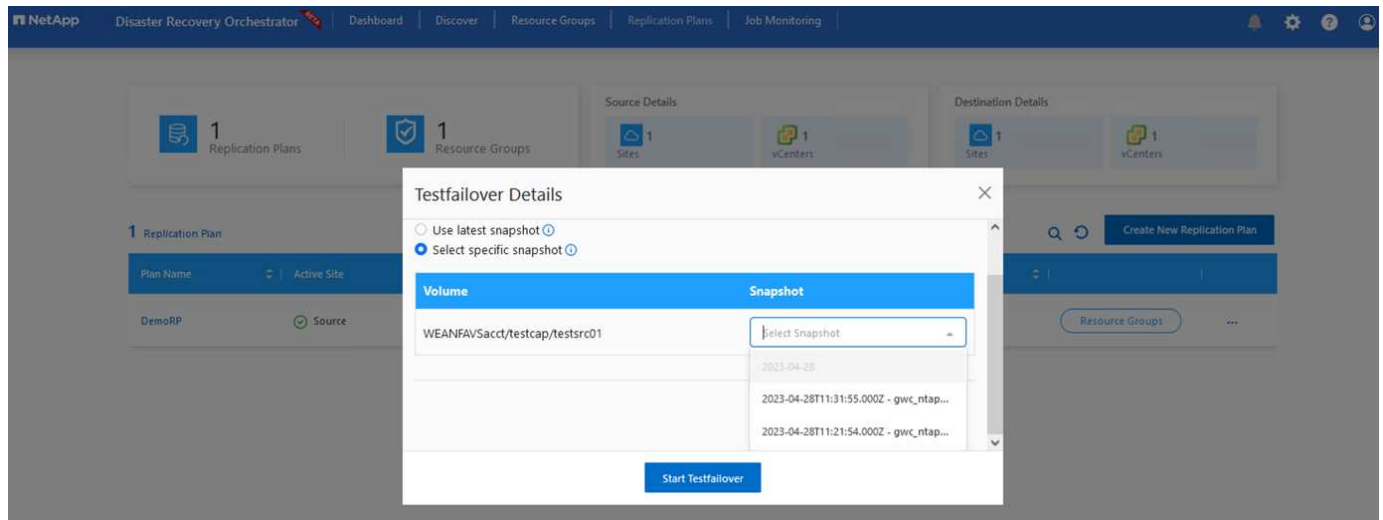 NetApp Disaster Recovery Orchestrator Dashboard Discover Resource Groups Replication Plans Job Monitoring
Source Details Destination Details
1 Replication Plans 1 Resource Groups 1 Sites 1 vCenters 1 Sites 1 vCenters
Testfailover Details
Use latest snapshot
1 Replication Plan Create New Replication Plan
Select specific snapshot
Plan Name Active Site
Volume Snapshot
DemoRP Source WEANFAVSacct/testcap/testsrc01 Select Snapshot Resource Groups ...
2023-04-28
2023-04-28T11:31:55.000Z - gwc_ntap...
2023-04-28T11:21:54.000Z - gwc_ntap...
Start Testfailover